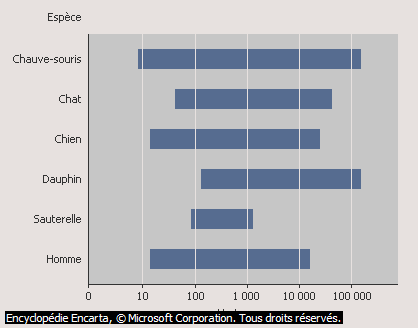 Espèce
Chauve-souris
Chat
Chien
Dauphin
Sauterelle
Homme
0 10 100 1 000 10 000 100 000
Encyclopédie Encarta, © Microsoft Corporation. Tous droits réservés.